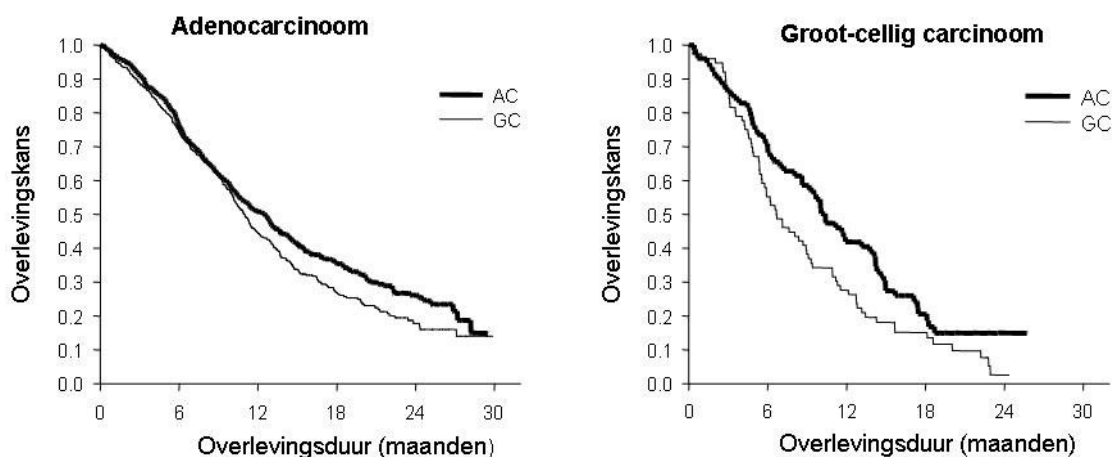 Adenocarcinoom
1.0
0.9
0.8
0.7
0.6
0.5
0.4
0.3
0.2
0.1
0.0
Overlevingskans
AC
GC
0 6 12 18 24 30
Overlevingsduur (maanden)
Groot-cellig carcinoom
1.0
0.9
0.8
0.7
0.6
0.5
0.4
0.3
0.2
0.1
0.0
Overlevingskans
AC
GC
0 6 12 18 24 30
Overlevingsduur (maanden)